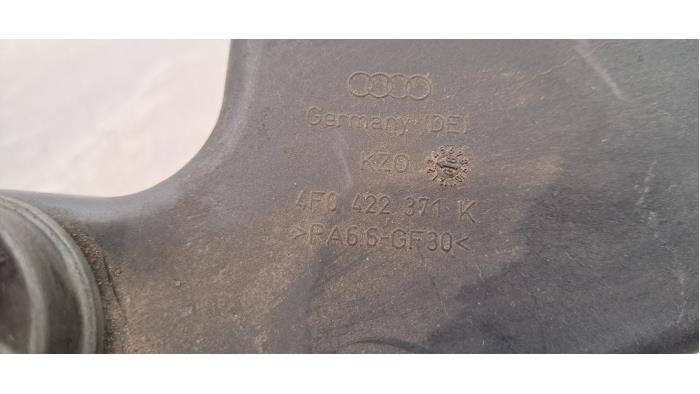 Germany (DE)
KZO
4F0 422 371 K
>PA6.6-GF30<